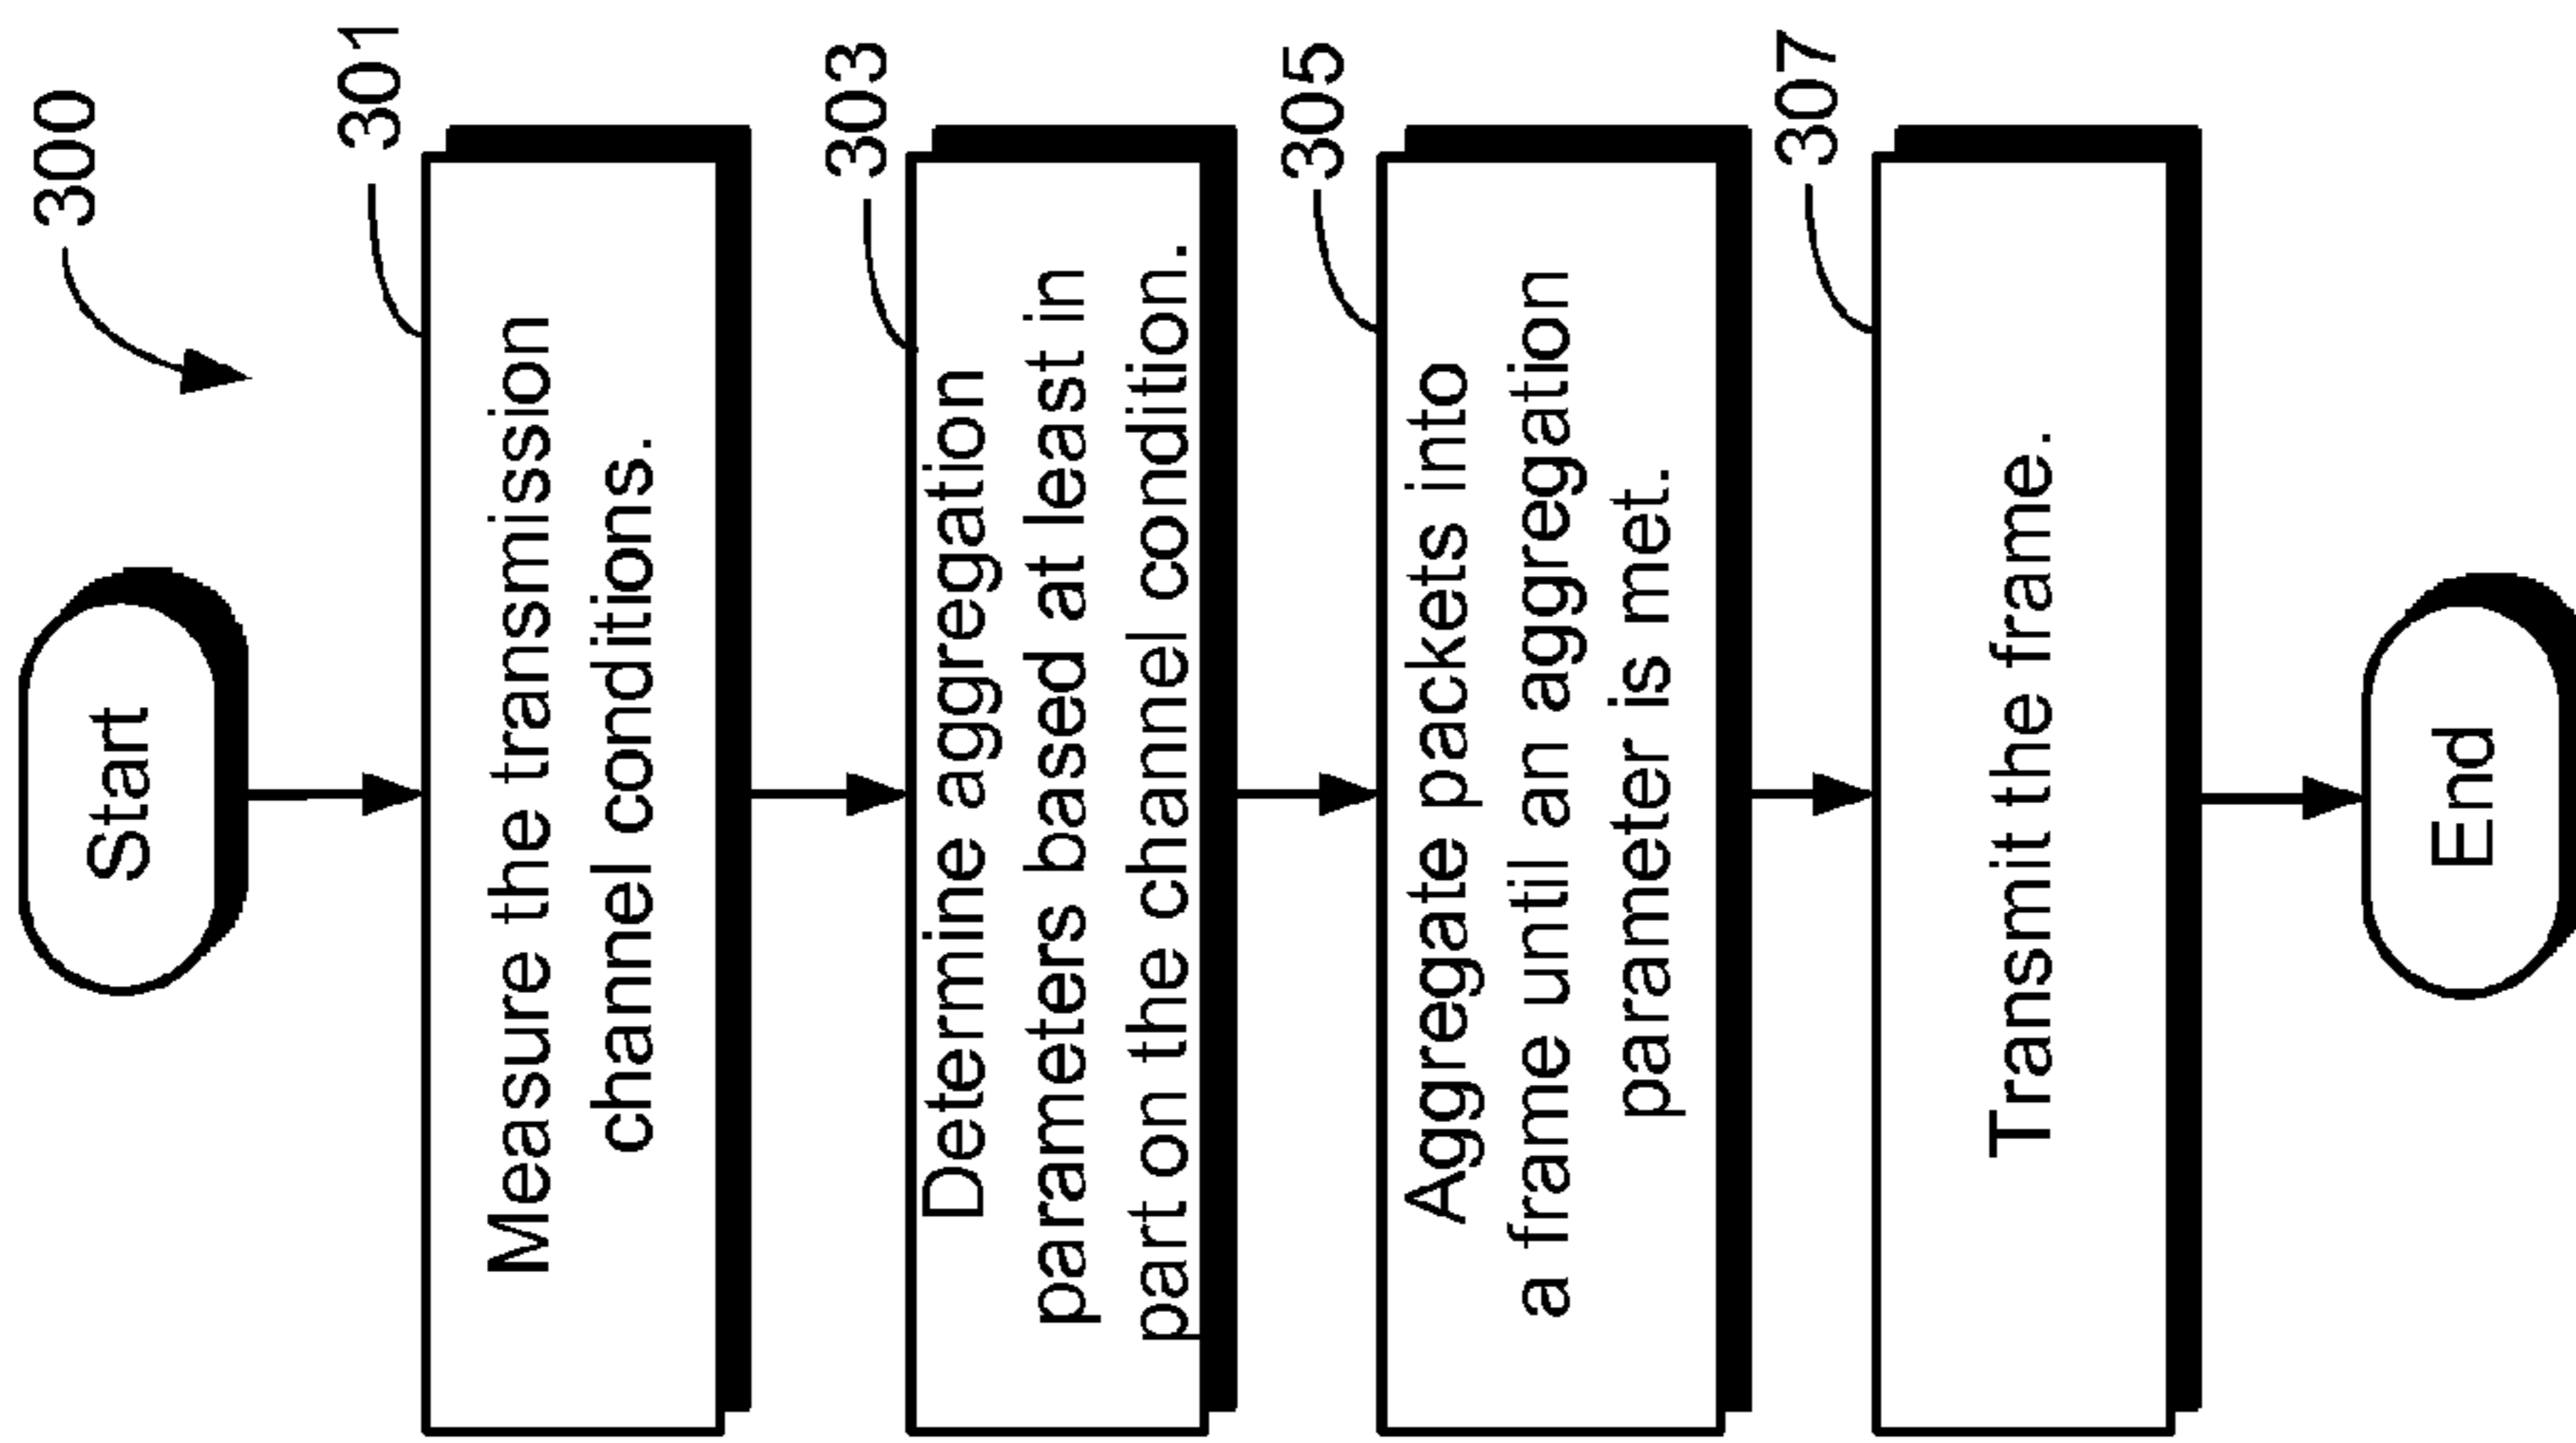 300
Start
301
Measure the transmission
channel conditions.
303
Determine aggregation
parameters based at least in
part on the channel condition.
305
Aggregate packets into
a frame until an aggregation
parameter is met.
307
Transmit the frame.
End